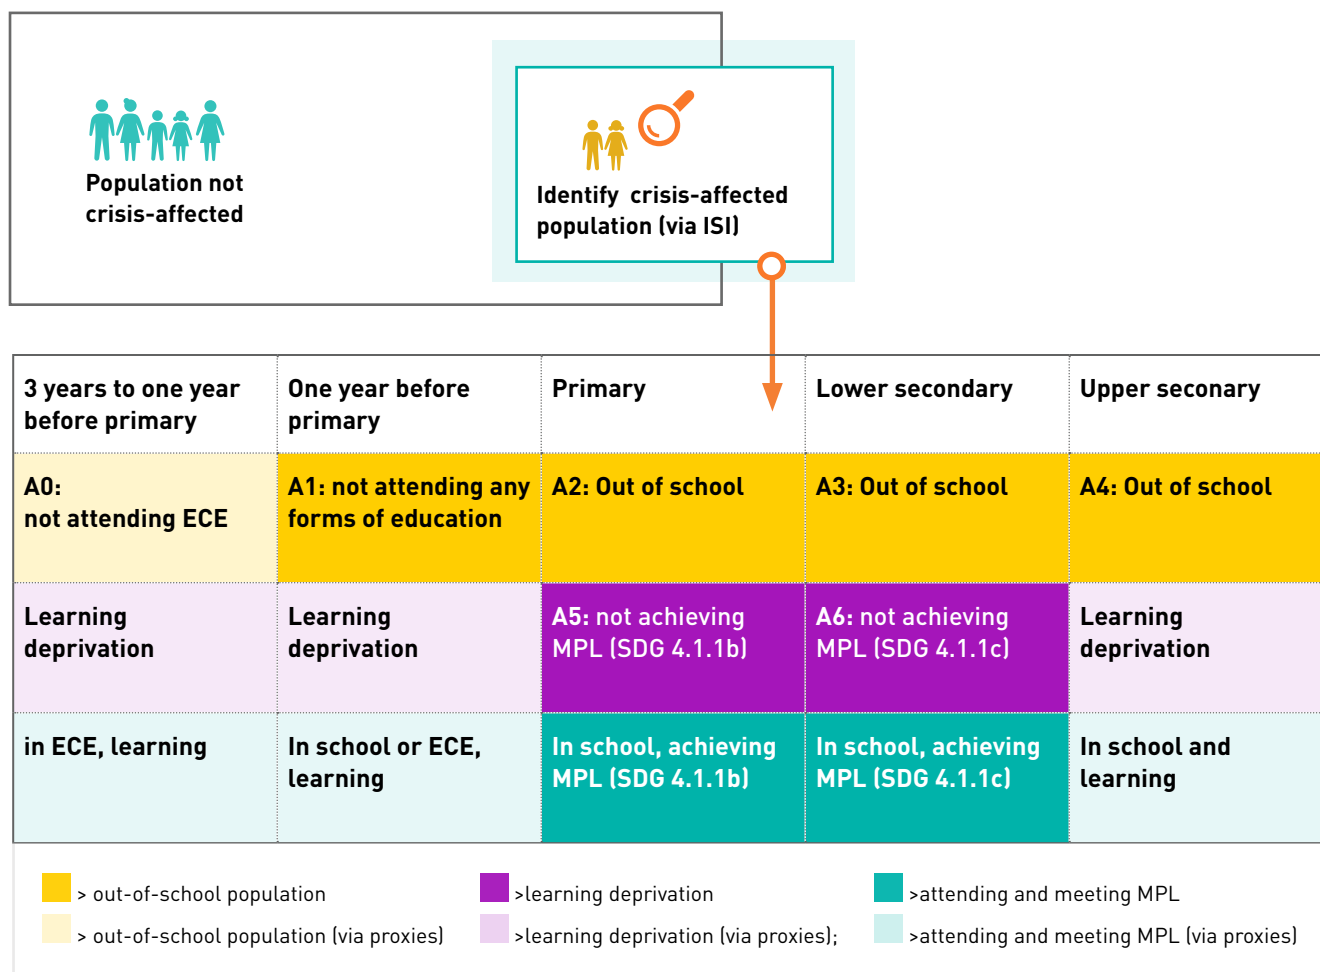 Population not
crisis-affected
Identify crisis-affected
population (via ISI)
3 years to one year
before primary
One year before
primary
Primary
Lower secondary
Upper seconary
A0:
not attending ECE
A1: not attending any
forms of education
A2: Out of school
A3: Out of school
A4: Out of school
Learning
deprivation
Learning
deprivation
A5: not achieving
MPL (SDG 4.1.1b)
A6: not achieving
MPL (SDG 4.1.1c)
Learning
deprivation
in ECE, learning
In school or ECE,
learning
In school, achieving
MPL (SDG 4.1.1b)
In school, achieving
MPL (SDG 4.1.1c)
In school and
learning
> out-of-school population
>learning deprivation
>attending and meeting MPL
> out-of-school population (via proxies)
>learning deprivation (via proxies);
>attending and meeting MPL (via proxies)